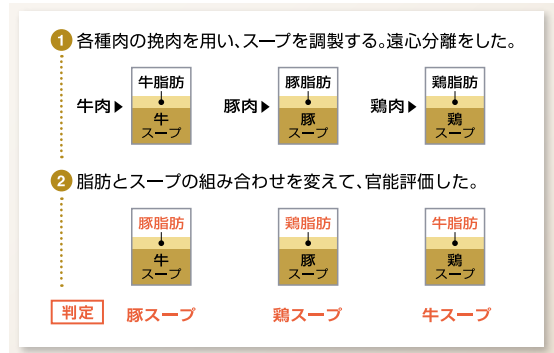 1 各種肉の挽肉を用い、スープを調製する。遠心分離をした。
牛肉▶
牛脂肪
牛
スープ
豚肉▶
豚脂肪
豚
スープ
鶏肉▶
鶏脂肪
鶏
スープ
2 脂肪とスープの組み合わせを変えて、官能評価した。
豚脂肪
牛
スープ
鶏脂肪
豚
スープ
牛脂肪
鶏
スープ
判定
豚スープ
鶏スープ
牛スープ